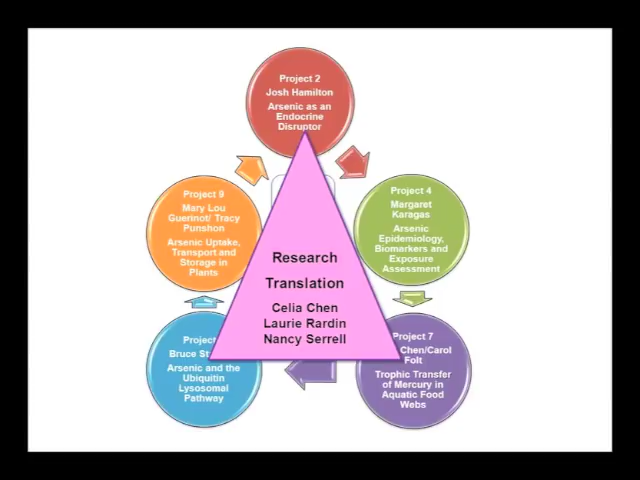 Project 2
Josh Hamilton
Arsenic as an
Endocrine
Disruptor
Project 4
Margaret
Karagas
Arsenic
Epidemiology,
Biomarkers and
Exposure
Assessment
Project 7
Chen/Carol
Folt
Trophic Transfer
of Mercury in
Aquatic Food
Webs
Project
Bruce
Arsenic and the
Ubiquitin
Lysosomal
Pathway
Project 9
Mary Lou
Guerinot/ Tracy
Punshon
Arsenic Uptake,
Transport and
Storage in
Plants
Research
Translation
Celia Chen
Laurie Rardin
Nancy Serrell